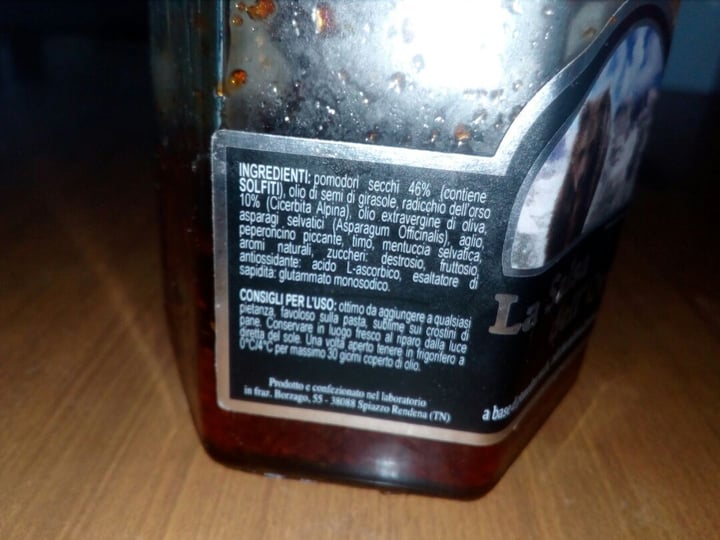 INGREDIENTI: pomodori secchi 46% (contiene
SOLFITI), olio di semi di girasole, radicchio dell'orso
10% (Cicerbita Alpina), olio extravergine di oliva,
asparagi selvatici (Asparagum Officinalis), aglio,
peperoncino piccante, timo, mentuccia selvatica,
aromi naturali, zuccheri: destrosio, fruttosio,
antiossidante: acido L-ascorbico, esaltatore di
sapidità: glutammato monosodico.
CONSIGLI PER L'USO: ottimo da aggiungere a qualsiasi
pietanza, favoloso sulla pasta, sublime sui crostini di
pane. Conservare in luogo fresco al riparo dalla luce
diretta del sole. Una volta aperto tenere in frigorifero a
0°C/4°C per massimo 30 giorni coperto di olio.
Prodotto e confezionato nel laboratorio
in fraz. Borzago, 55 - 38088 Spiazzo Rendena (TN)
La Salsa
a base di